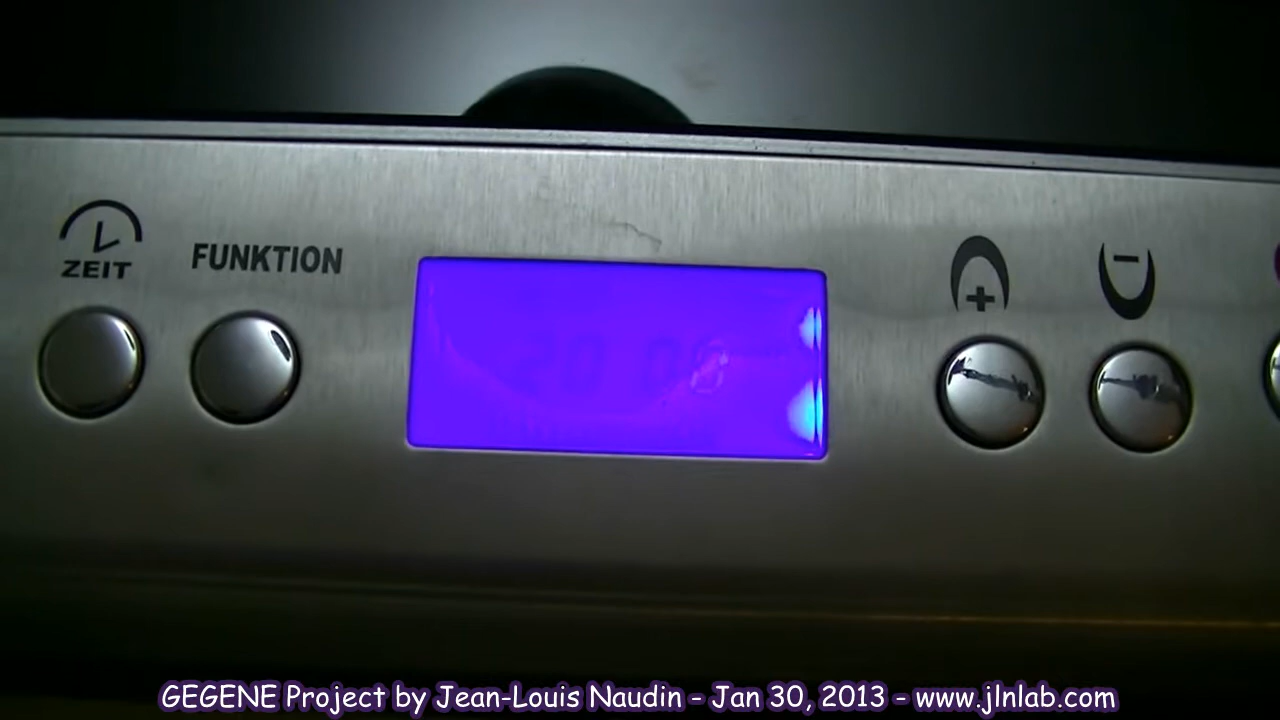 ZEIT
FUNKTION
+
-
GEGENE Project by Jean-Louis Naudin - Jan 30, 2013 - www.jlnlab.com